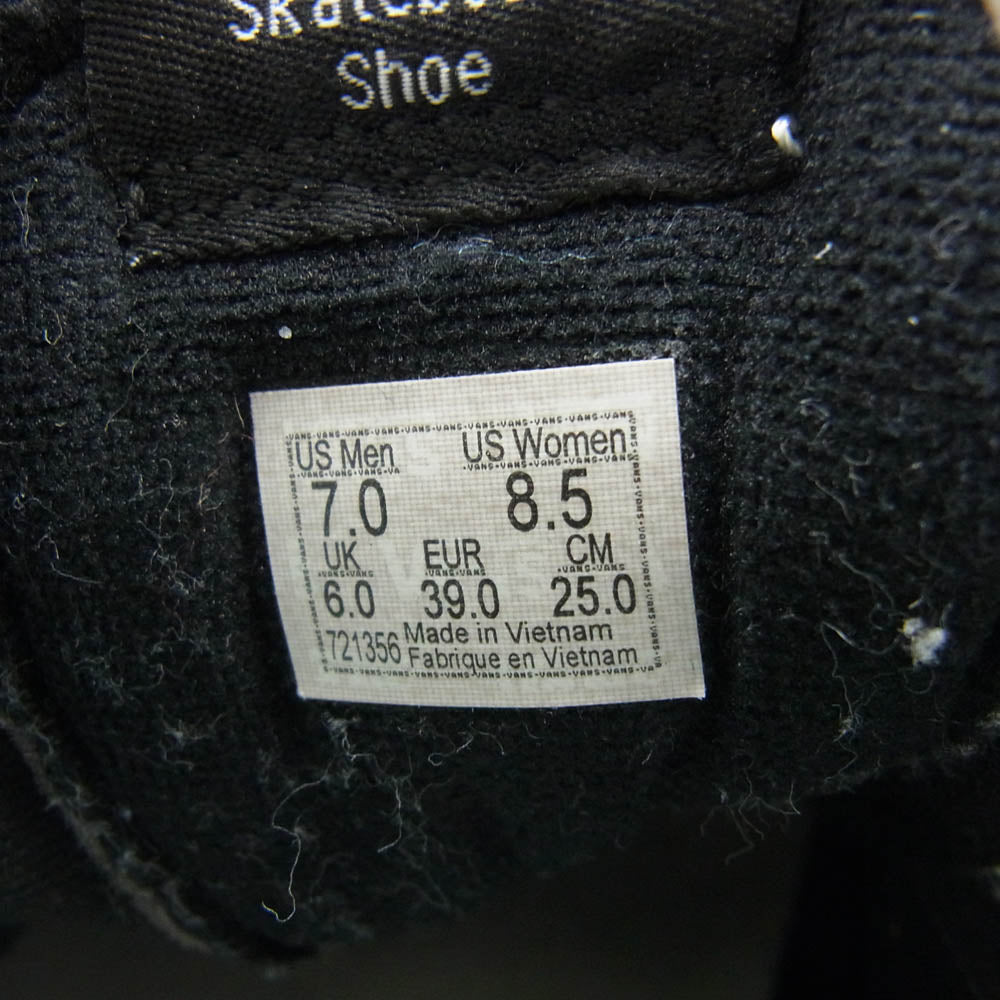 Shoe
US Men US Women
7.0 8.5
UK EUR CM
6.0 39.0 25.0
721356 Made in Vietnam
Fabrique en Vietnam